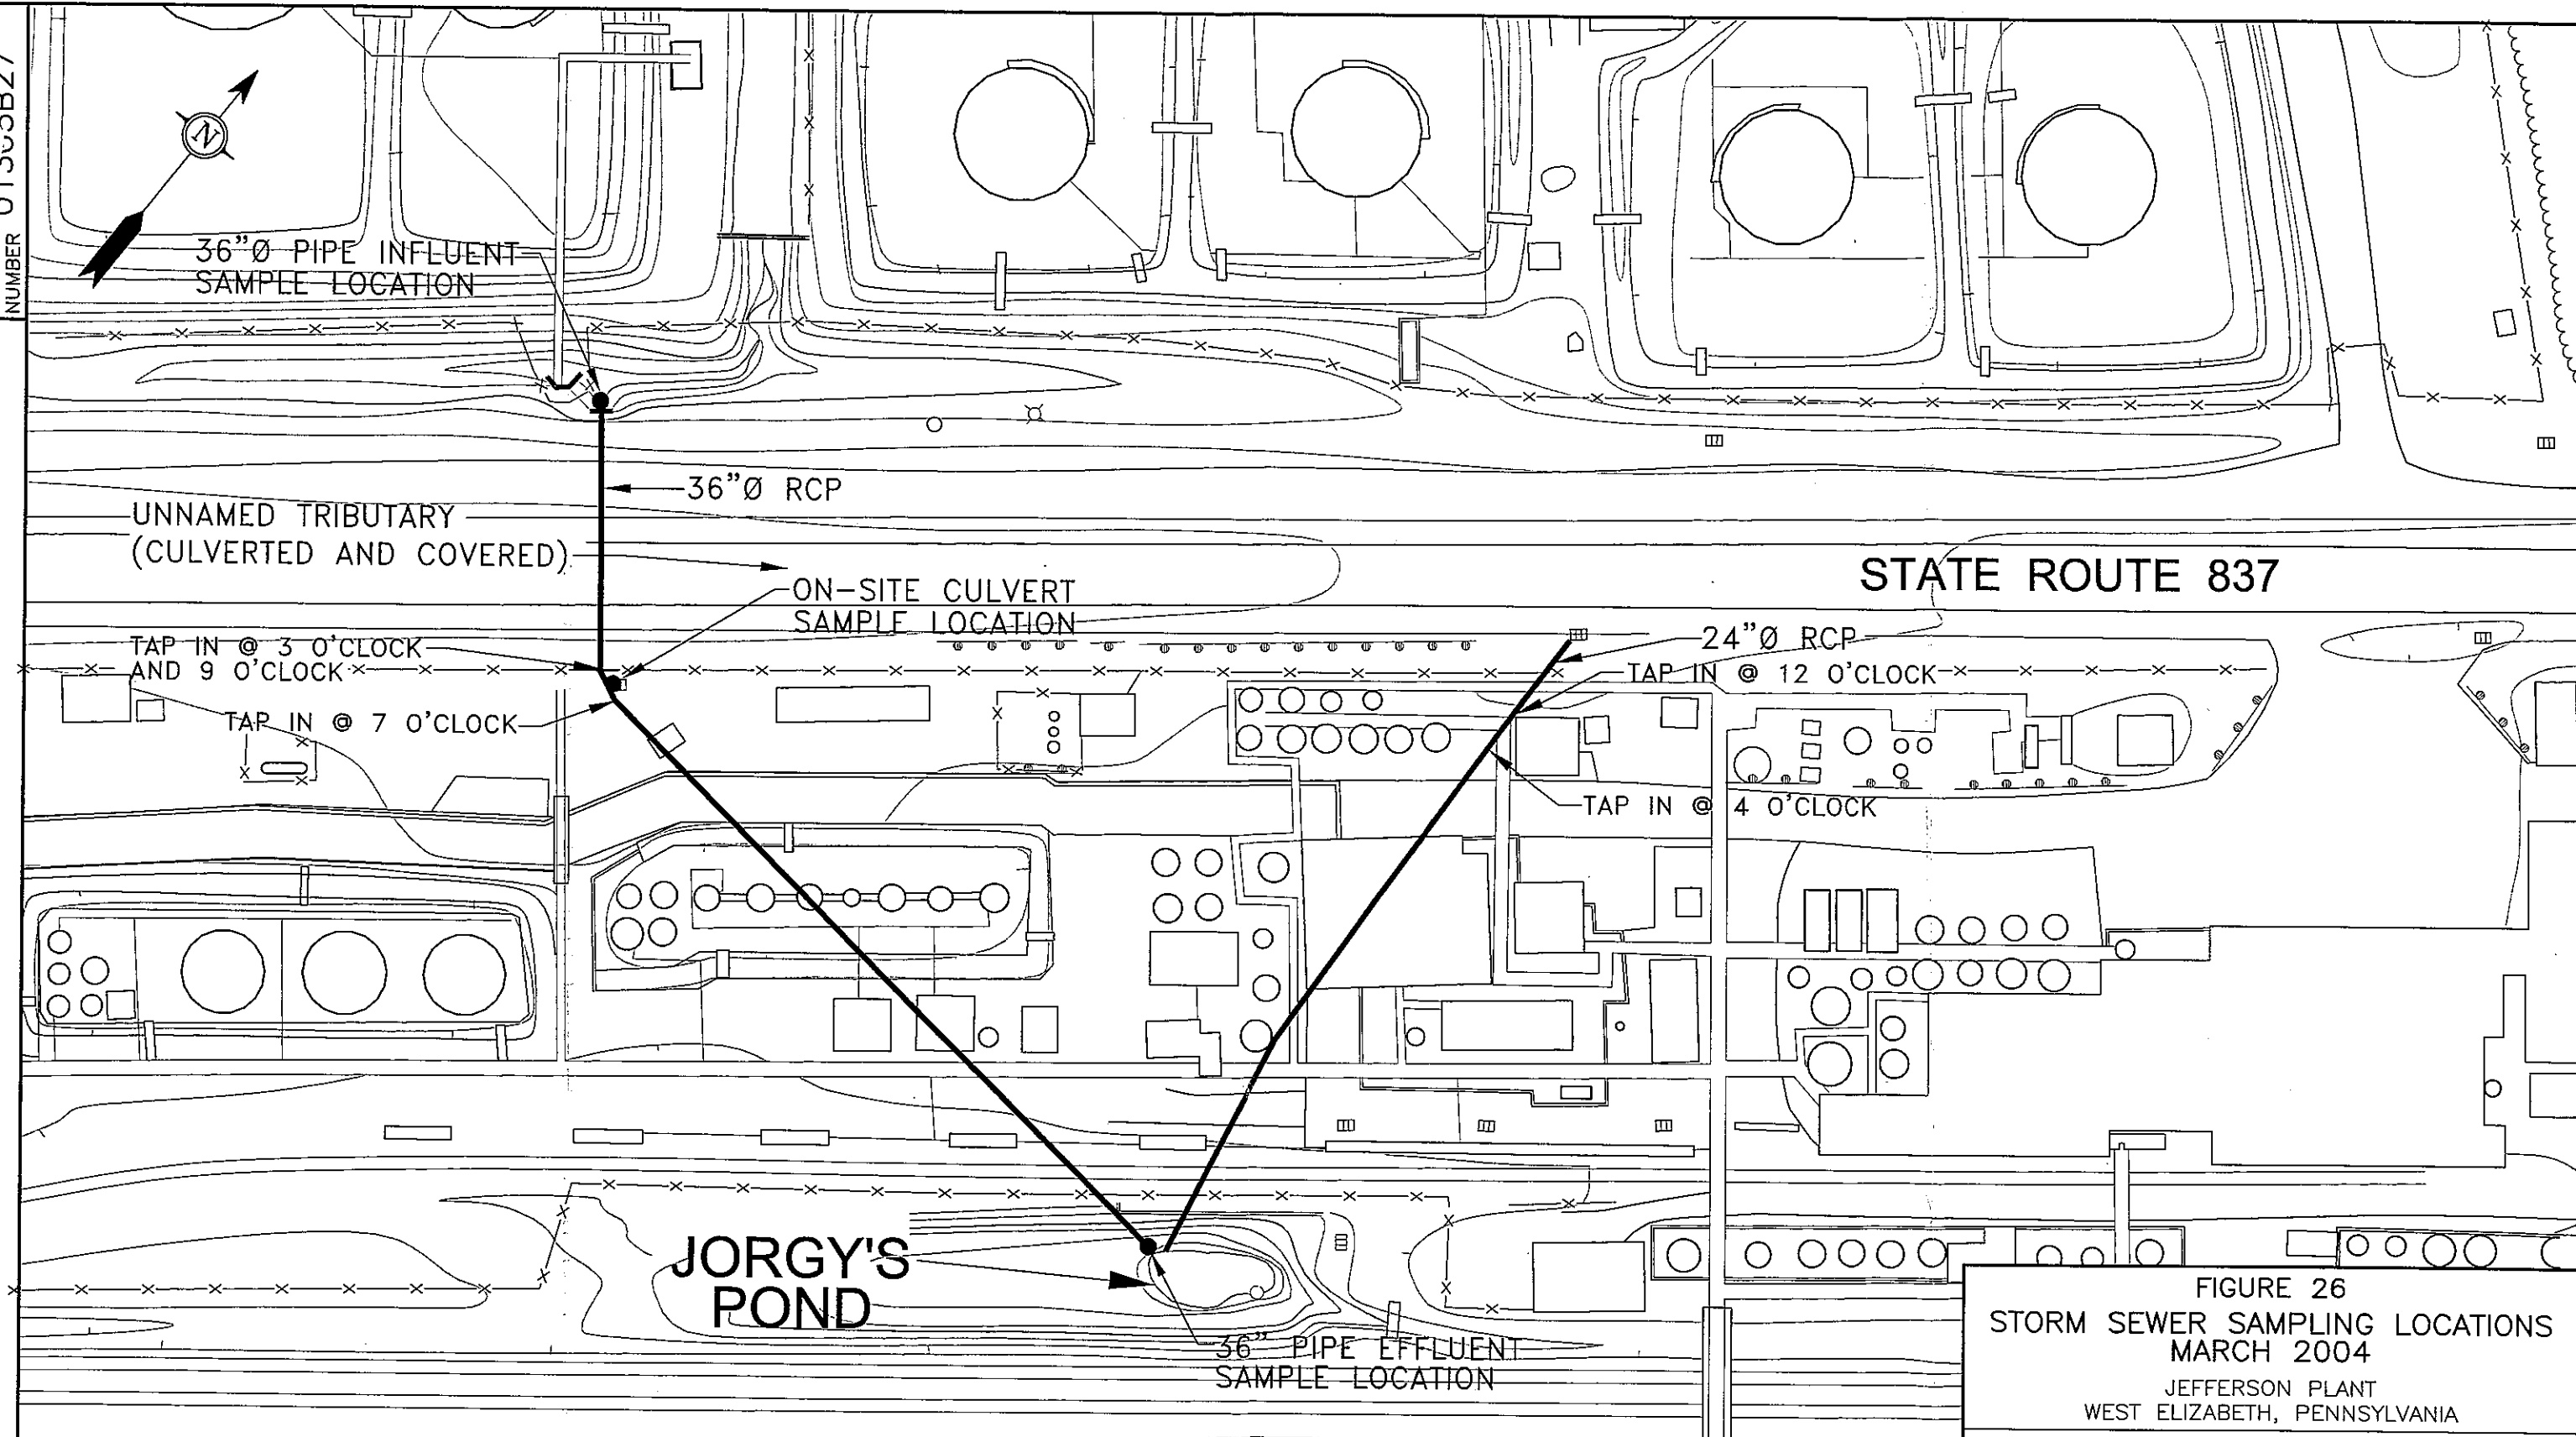 NUMBER
N
36"Ø PIPE INFLUENT
SAMPLE LOCATION
36"Ø RCP
UNNAMED TRIBUTARY
(CULVERTED AND COVERED)
ON-SITE CULVERT
SAMPLE LOCATION
STATE ROUTE 837
TAP IN @ 3 O'CLOCK
AND 9 O'CLOCK
TAP IN @ 7 O'CLOCK
24"Ø RCP
TAP IN @ 12 O'CLOCK
TAP IN @ 4 O'CLOCK
JORGY'S
POND
36" PIPE EFFLUENT
SAMPLE LOCATION
FIGURE 26
STORM SEWER SAMPLING LOCATIONS
MARCH 2004
JEFFERSON PLANT
WEST ELIZABETH, PENNSYLVANIA